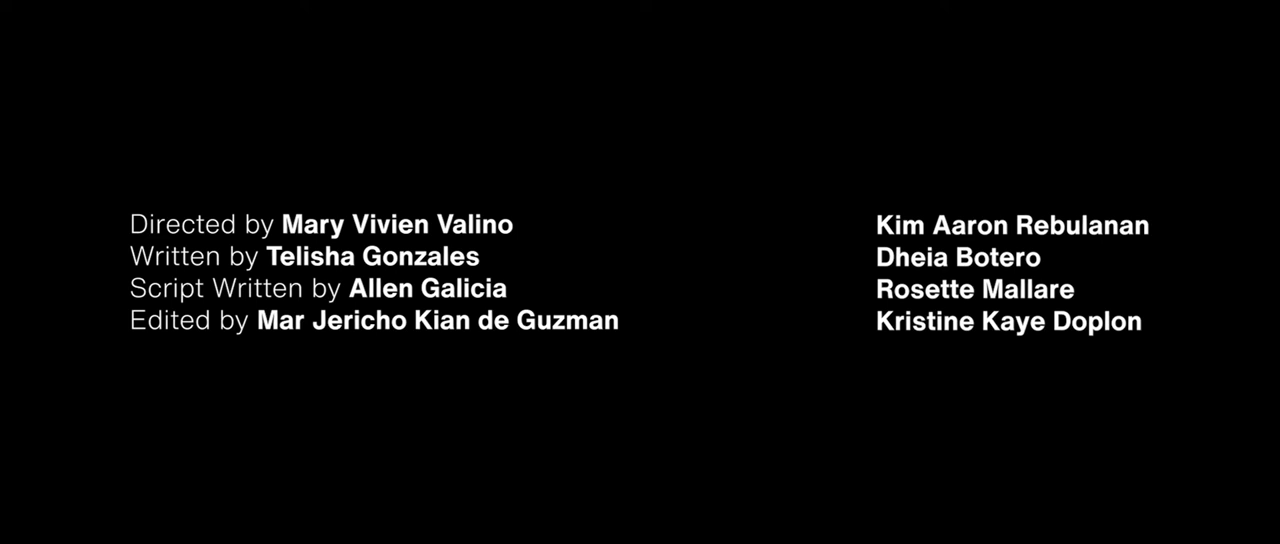 Directed by Mary Vivien Valino
Written by Telisha Gonzales
Script Written by Allen Galicia
Edited by Mar Jericho Kian de Guzman
Kim Aaron Rebulanan
Dheia Botero
Rosette Mallare
Kristine Kaye Doplon